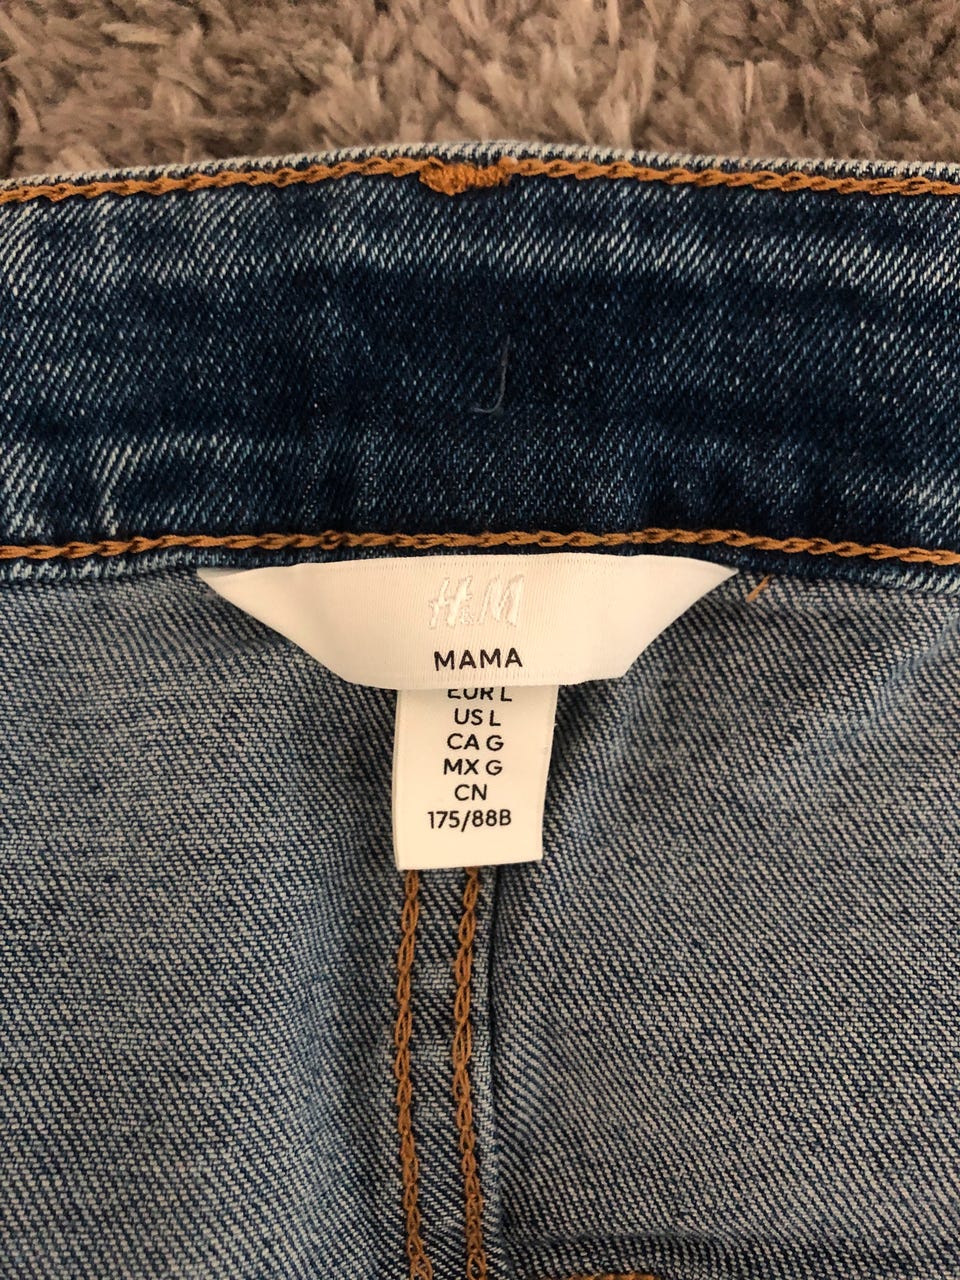 H&M
MAMA
EUR L
US L
CA G
MX G
CN
175/88B